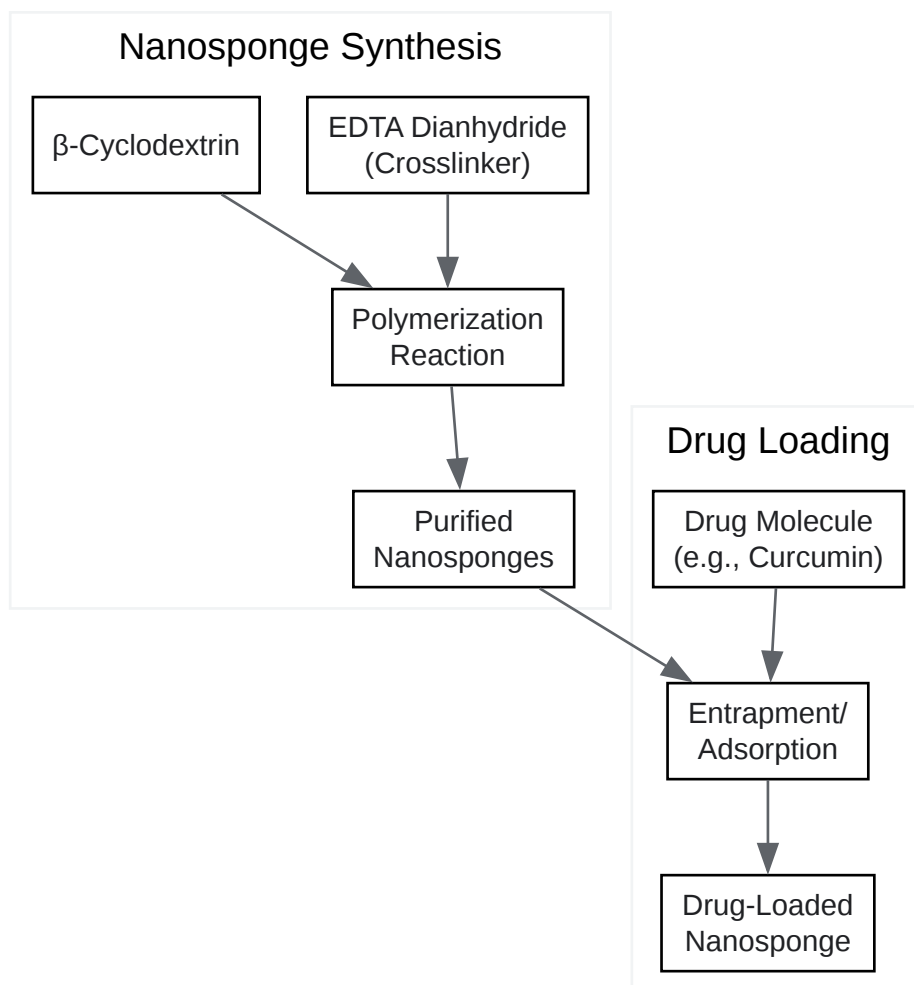 Nanosponge Synthesis
β-Cyclodextrin
EDTA Dianhydride
(Crosslinker)
Polymerization
Reaction
Purified
Nanosponges
Drug Loading
Drug Molecule
(e.g., Curcumin)
Entrapment/
Adsorption
Drug-Loaded
Nanosponge